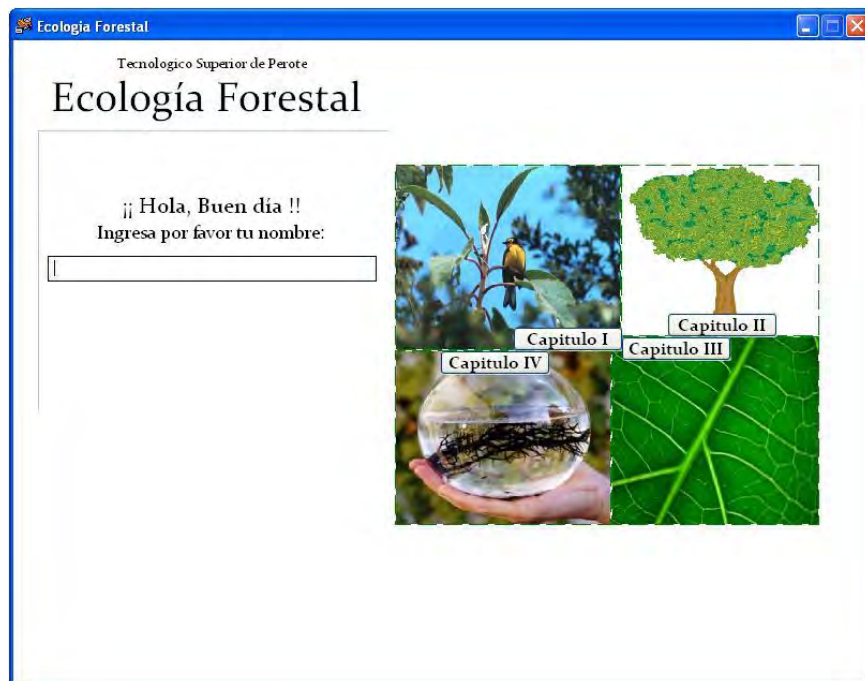 Ecologia Forestal
Tecnologico Superior de Perote
Ecología Forestal
¡¡ Hola, Buen día !!
Ingresa por favor tu nombre:
Capitulo I
Capitulo II
Capitulo III
Capitulo IV